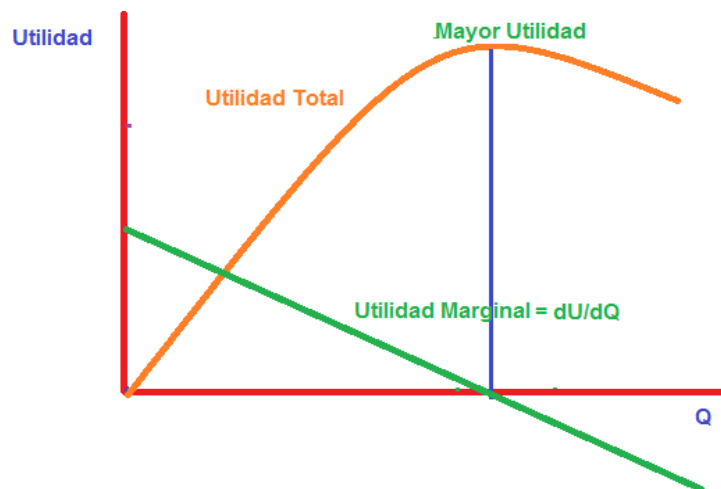 Utilidad
Mayor Utilidad
Utilidad Total
Utilidad Marginal = dU/dQ
Q